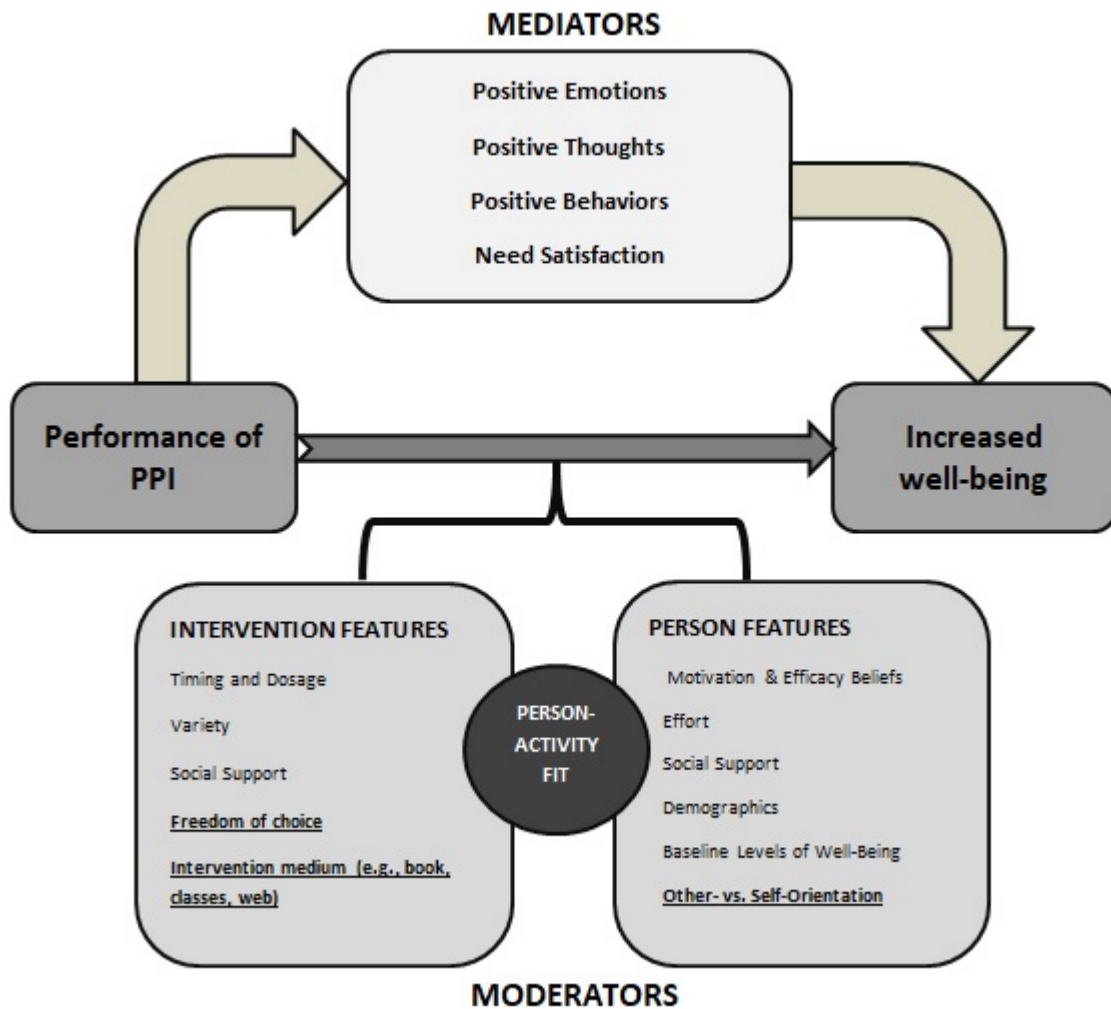 MEDIATORS
Positive Emotions
Positive Thoughts
Positive Behaviors
Need Satisfaction
Performance of
PPI
Increased
well-being
INTERVENTION FEATURES
Timing and Dosage
Variety
Social Support
Freedom of choice
Intervention medium (e.g., book,
classes, web)
PERSON-
ACTIVITY
FIT
PERSON FEATURES
Motivation & Efficacy Beliefs
Effort
Social Support
Demographics
Baseline Levels of Well-Being
Other- vs. Self-Orientation
MODERATORS